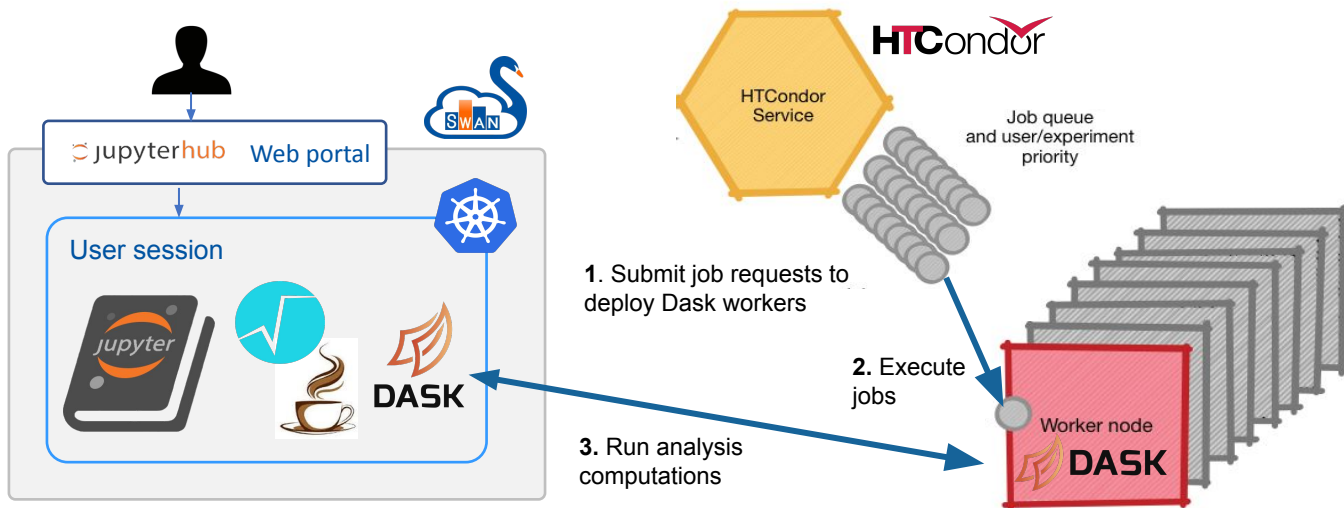 SWAN
jupyterhub Web portal
User session
jupyter
DASK
HTCondor
HTCondor
Service
Job queue
and user/experiment
priority
1. Submit job requests to
deploy Dask workers
2. Execute
jobs
3. Run analysis
computations
Worker node
DASK